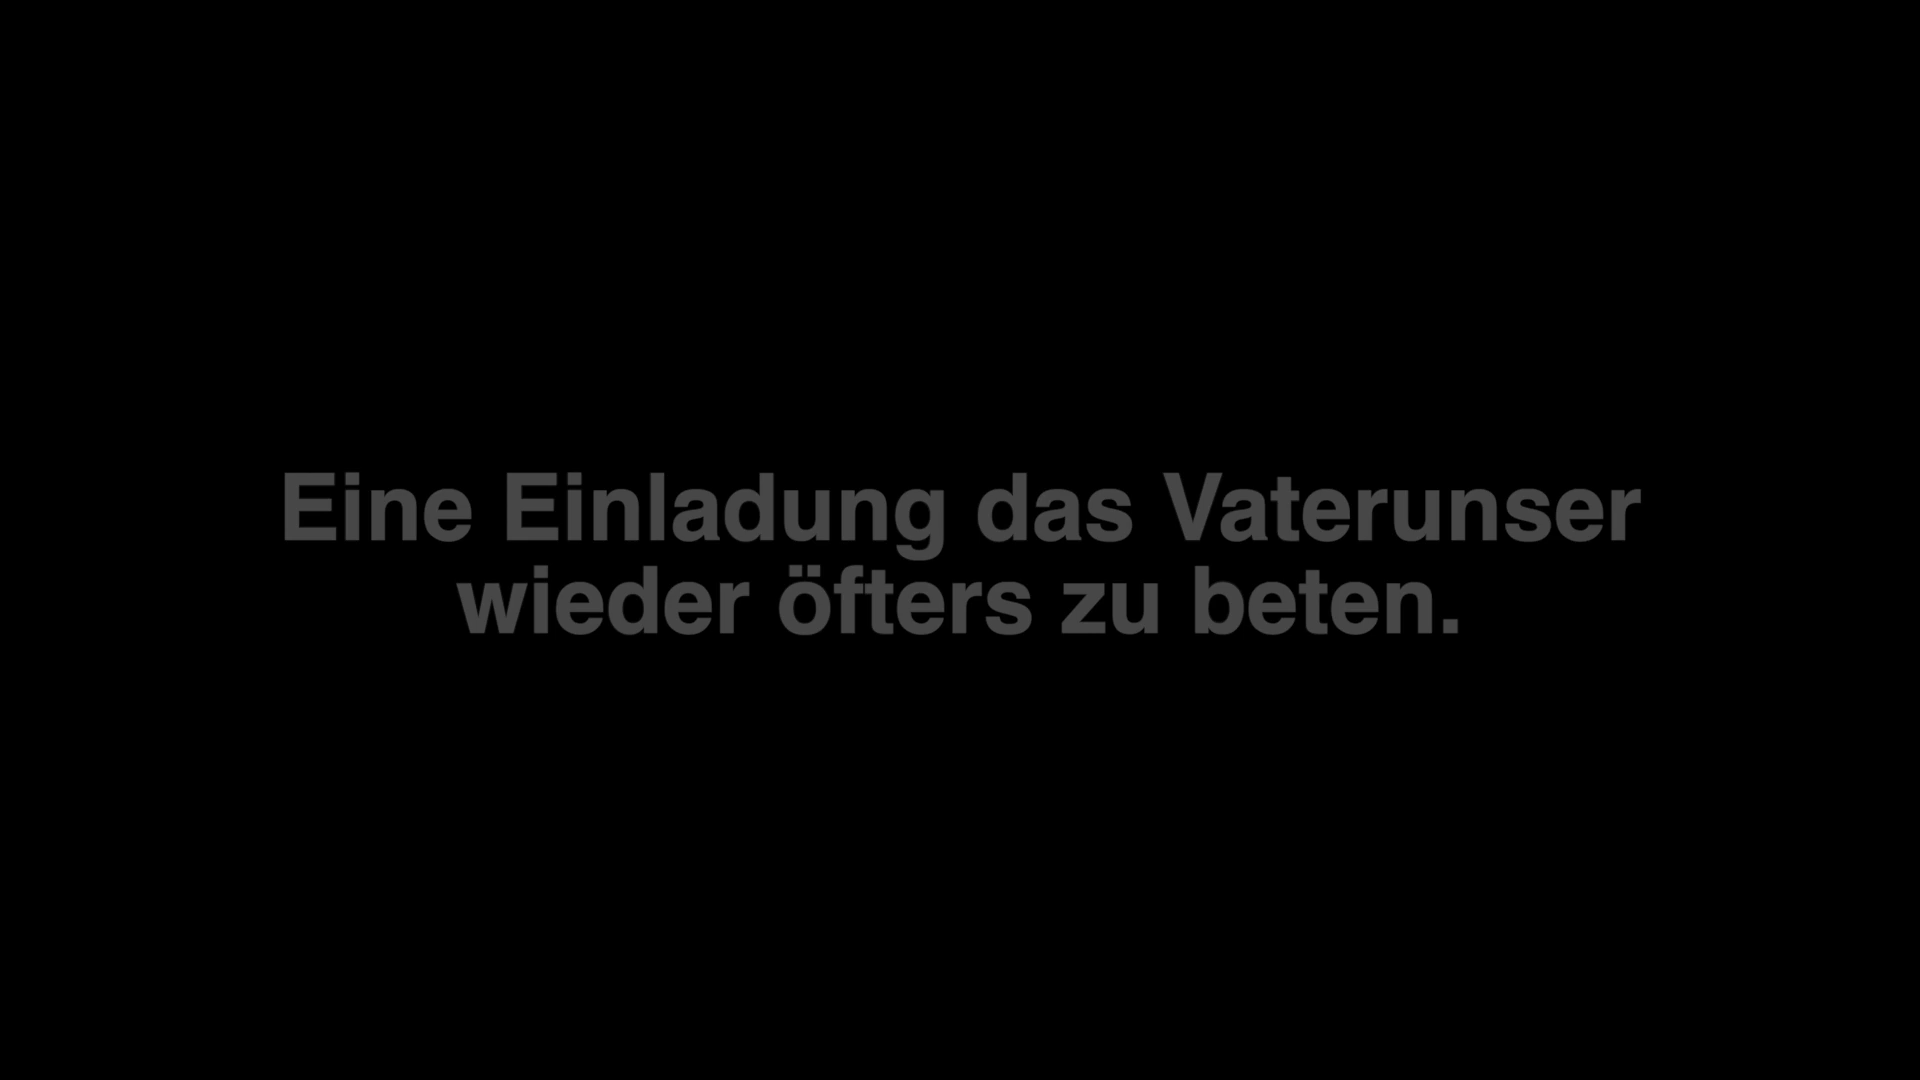 Eine Einladung das Vaterunser
wieder öfters zu beten.